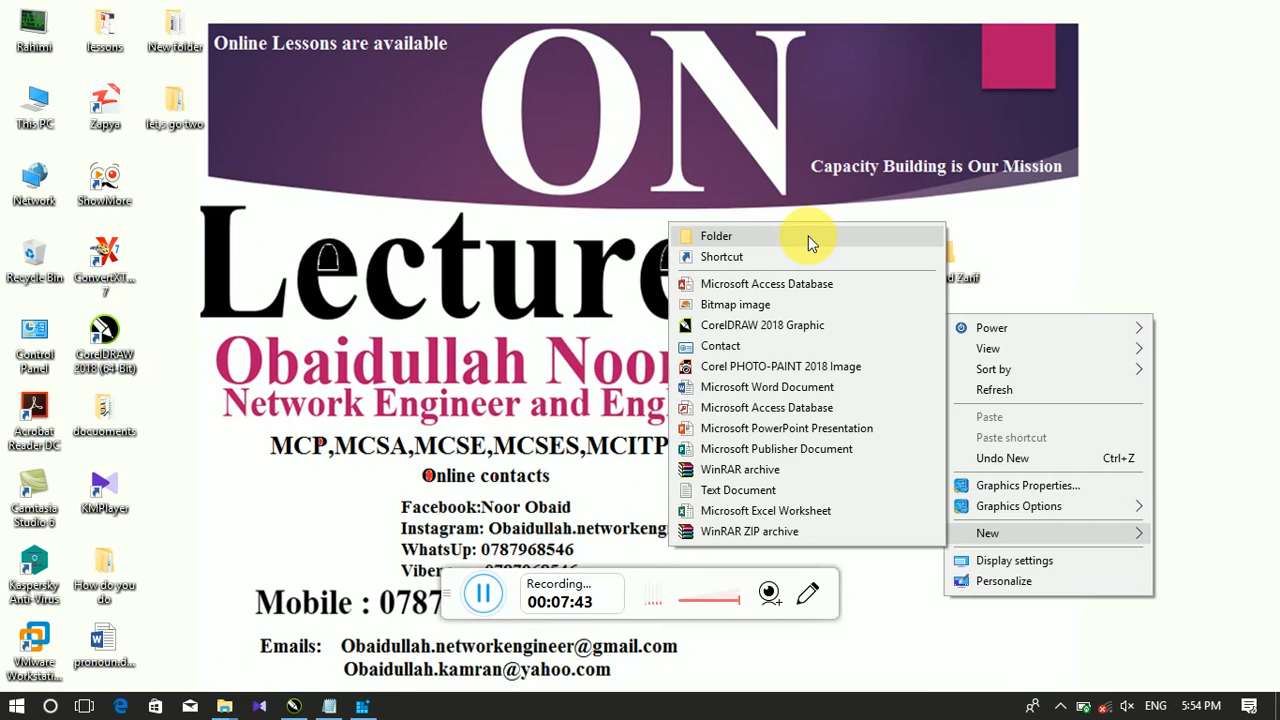 Rahimi
lessons
New folder
This PC
Zapya
let,s go two
Network
ShowMore
Recycle Bin
ConvertXT...
7
Control
Panel
CorelDRAW
2018 (64-Bit)
Acrobat
Reader DC
docuoments
Camtasia
Studio 6
KMPlayer
Kaspersky
Anti-Virus
How do you
do
VMware
Workstati...
pronoun.d...
Online Lessons are available
ON
Capacity Building is Our Mission
Lecture
Obaidullah Noor
Network Engineer and Eng
MCP,MCSA,MCSE,MCSES,MCITP
Online contacts
Facebook:Noor Obaid
Instagram: Obaidullah.networkeng
WhatsUp: 0787968546
Mobile : 0787
Emails: Obaidullah.networkengineer@gmail.com
Obaidullah.kamran@yahoo.com
Zarif
Folder
Shortcut
Microsoft Access Database
Bitmap image
CorelDRAW 2018 Graphic
Contact
Corel PHOTO-PAINT 2018 Image
Microsoft Word Document
Microsoft Access Database
Microsoft PowerPoint Presentation
Microsoft Publisher Document
WinRAR archive
Text Document
Microsoft Excel Worksheet
WinRAR ZIP archive
Power
View
Sort by
Refresh
Paste
Paste shortcut
Undo New Ctrl+Z
Graphics Properties...
Graphics Options
New
Display settings
Personalize
Recording...
00:07:43
ENG 5:54 PM